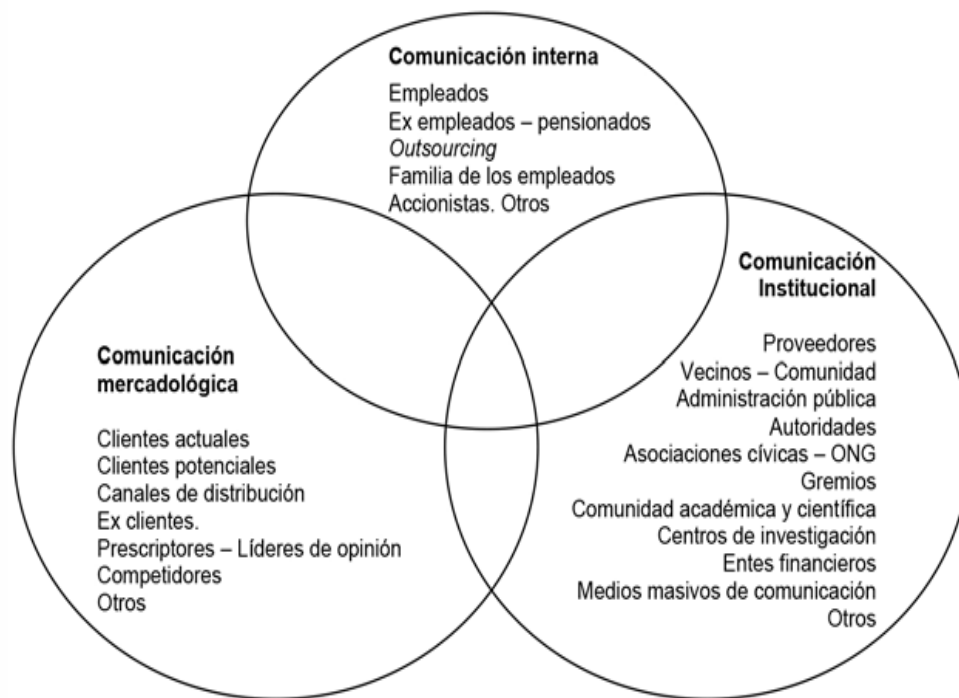 Comunicación interna
Empleados
Ex empleados – pensionados
Outsourcing
Familia de los empleados
Accionistas. Otros
Comunicación
mercadológica
Clientes actuales
Clientes potenciales
Canales de distribución
Ex clientes.
Prescriptores – Líderes de opinión
Competidores
Otros
Comunicación
Institucional
Proveedores
Vecinos – Comunidad
Administración pública
Autoridades
Asociaciones cívicas – ONG
Gremios
Comunidad académica y científica
Centros de investigación
Entes financieros
Medios masivos de comunicación
Otros